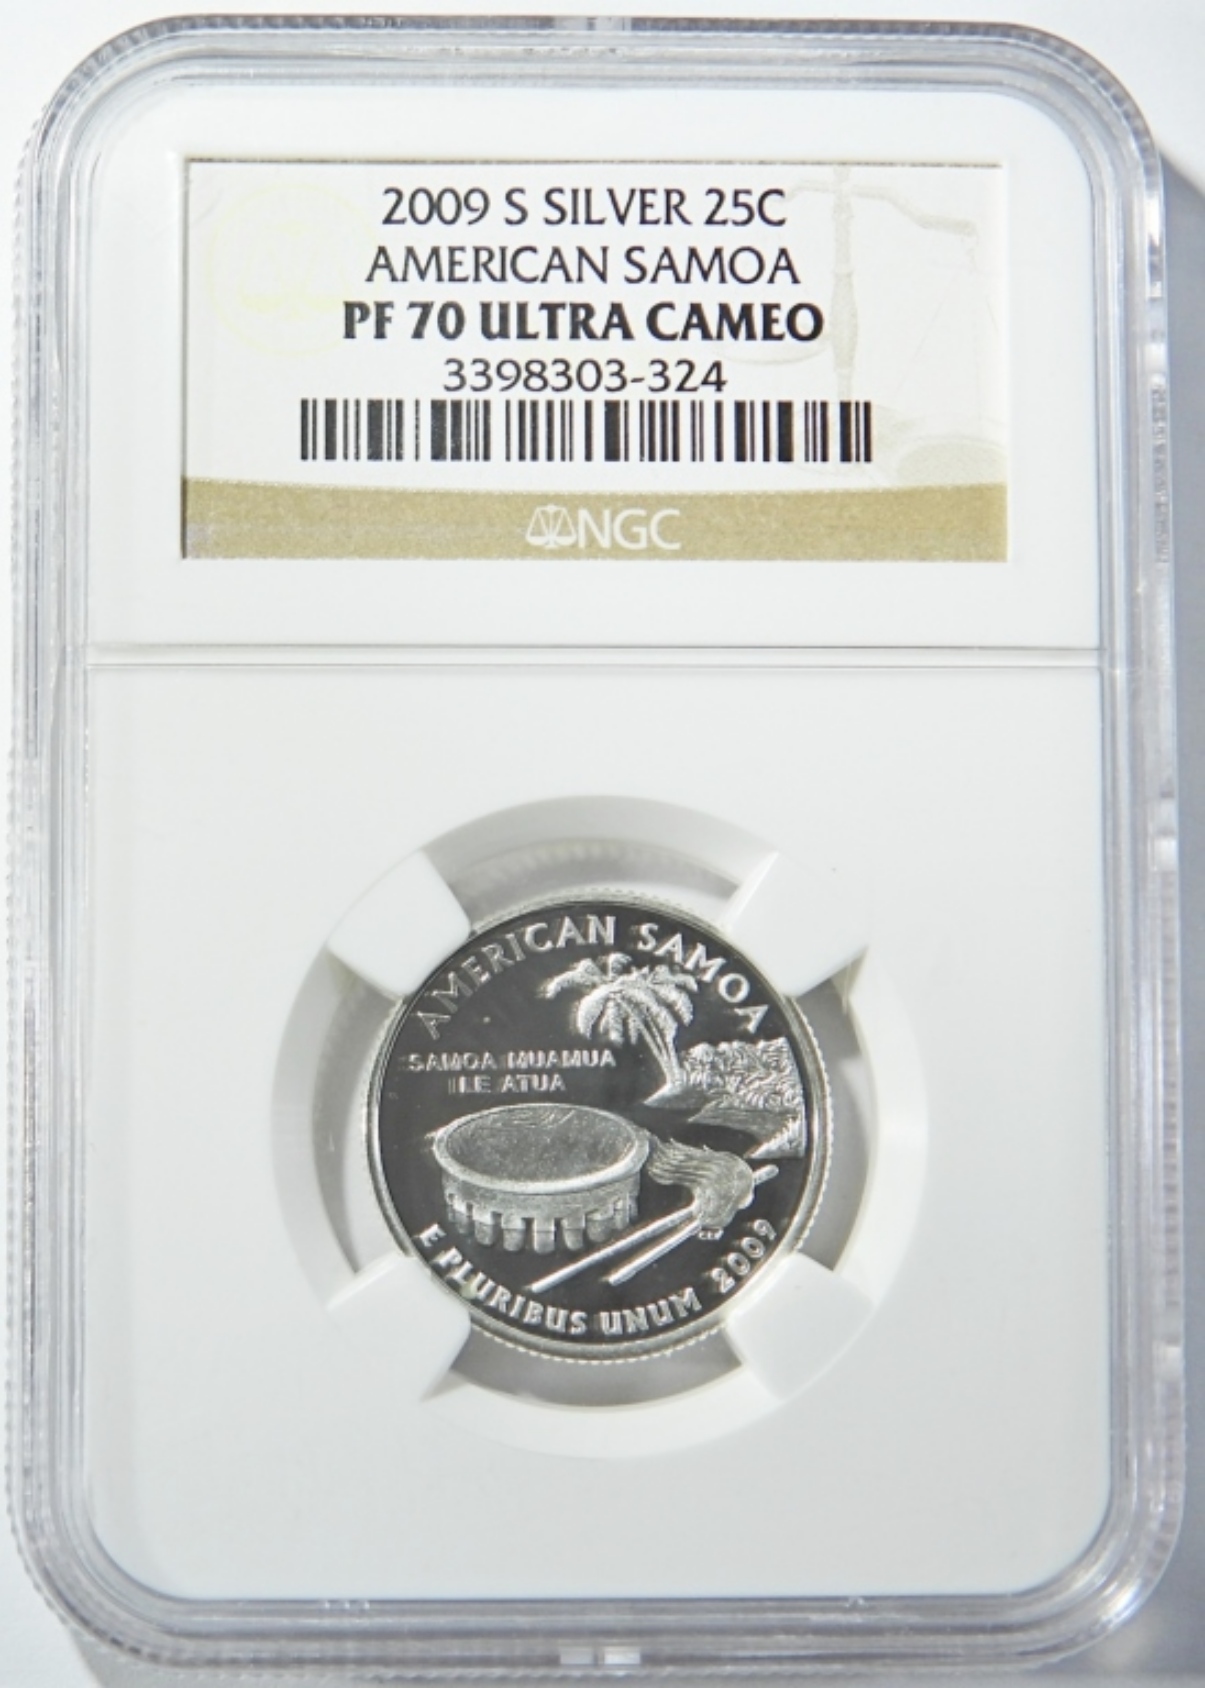 2009 S SILVER 25C
AMERICAN SAMOA
PF 70 ULTRA CAMEO
3398303-324
NGC
AMERICAN SAMOA
SAMOA MUAMUA
ILE ATUA
E PLURIBUS UNUM 2009